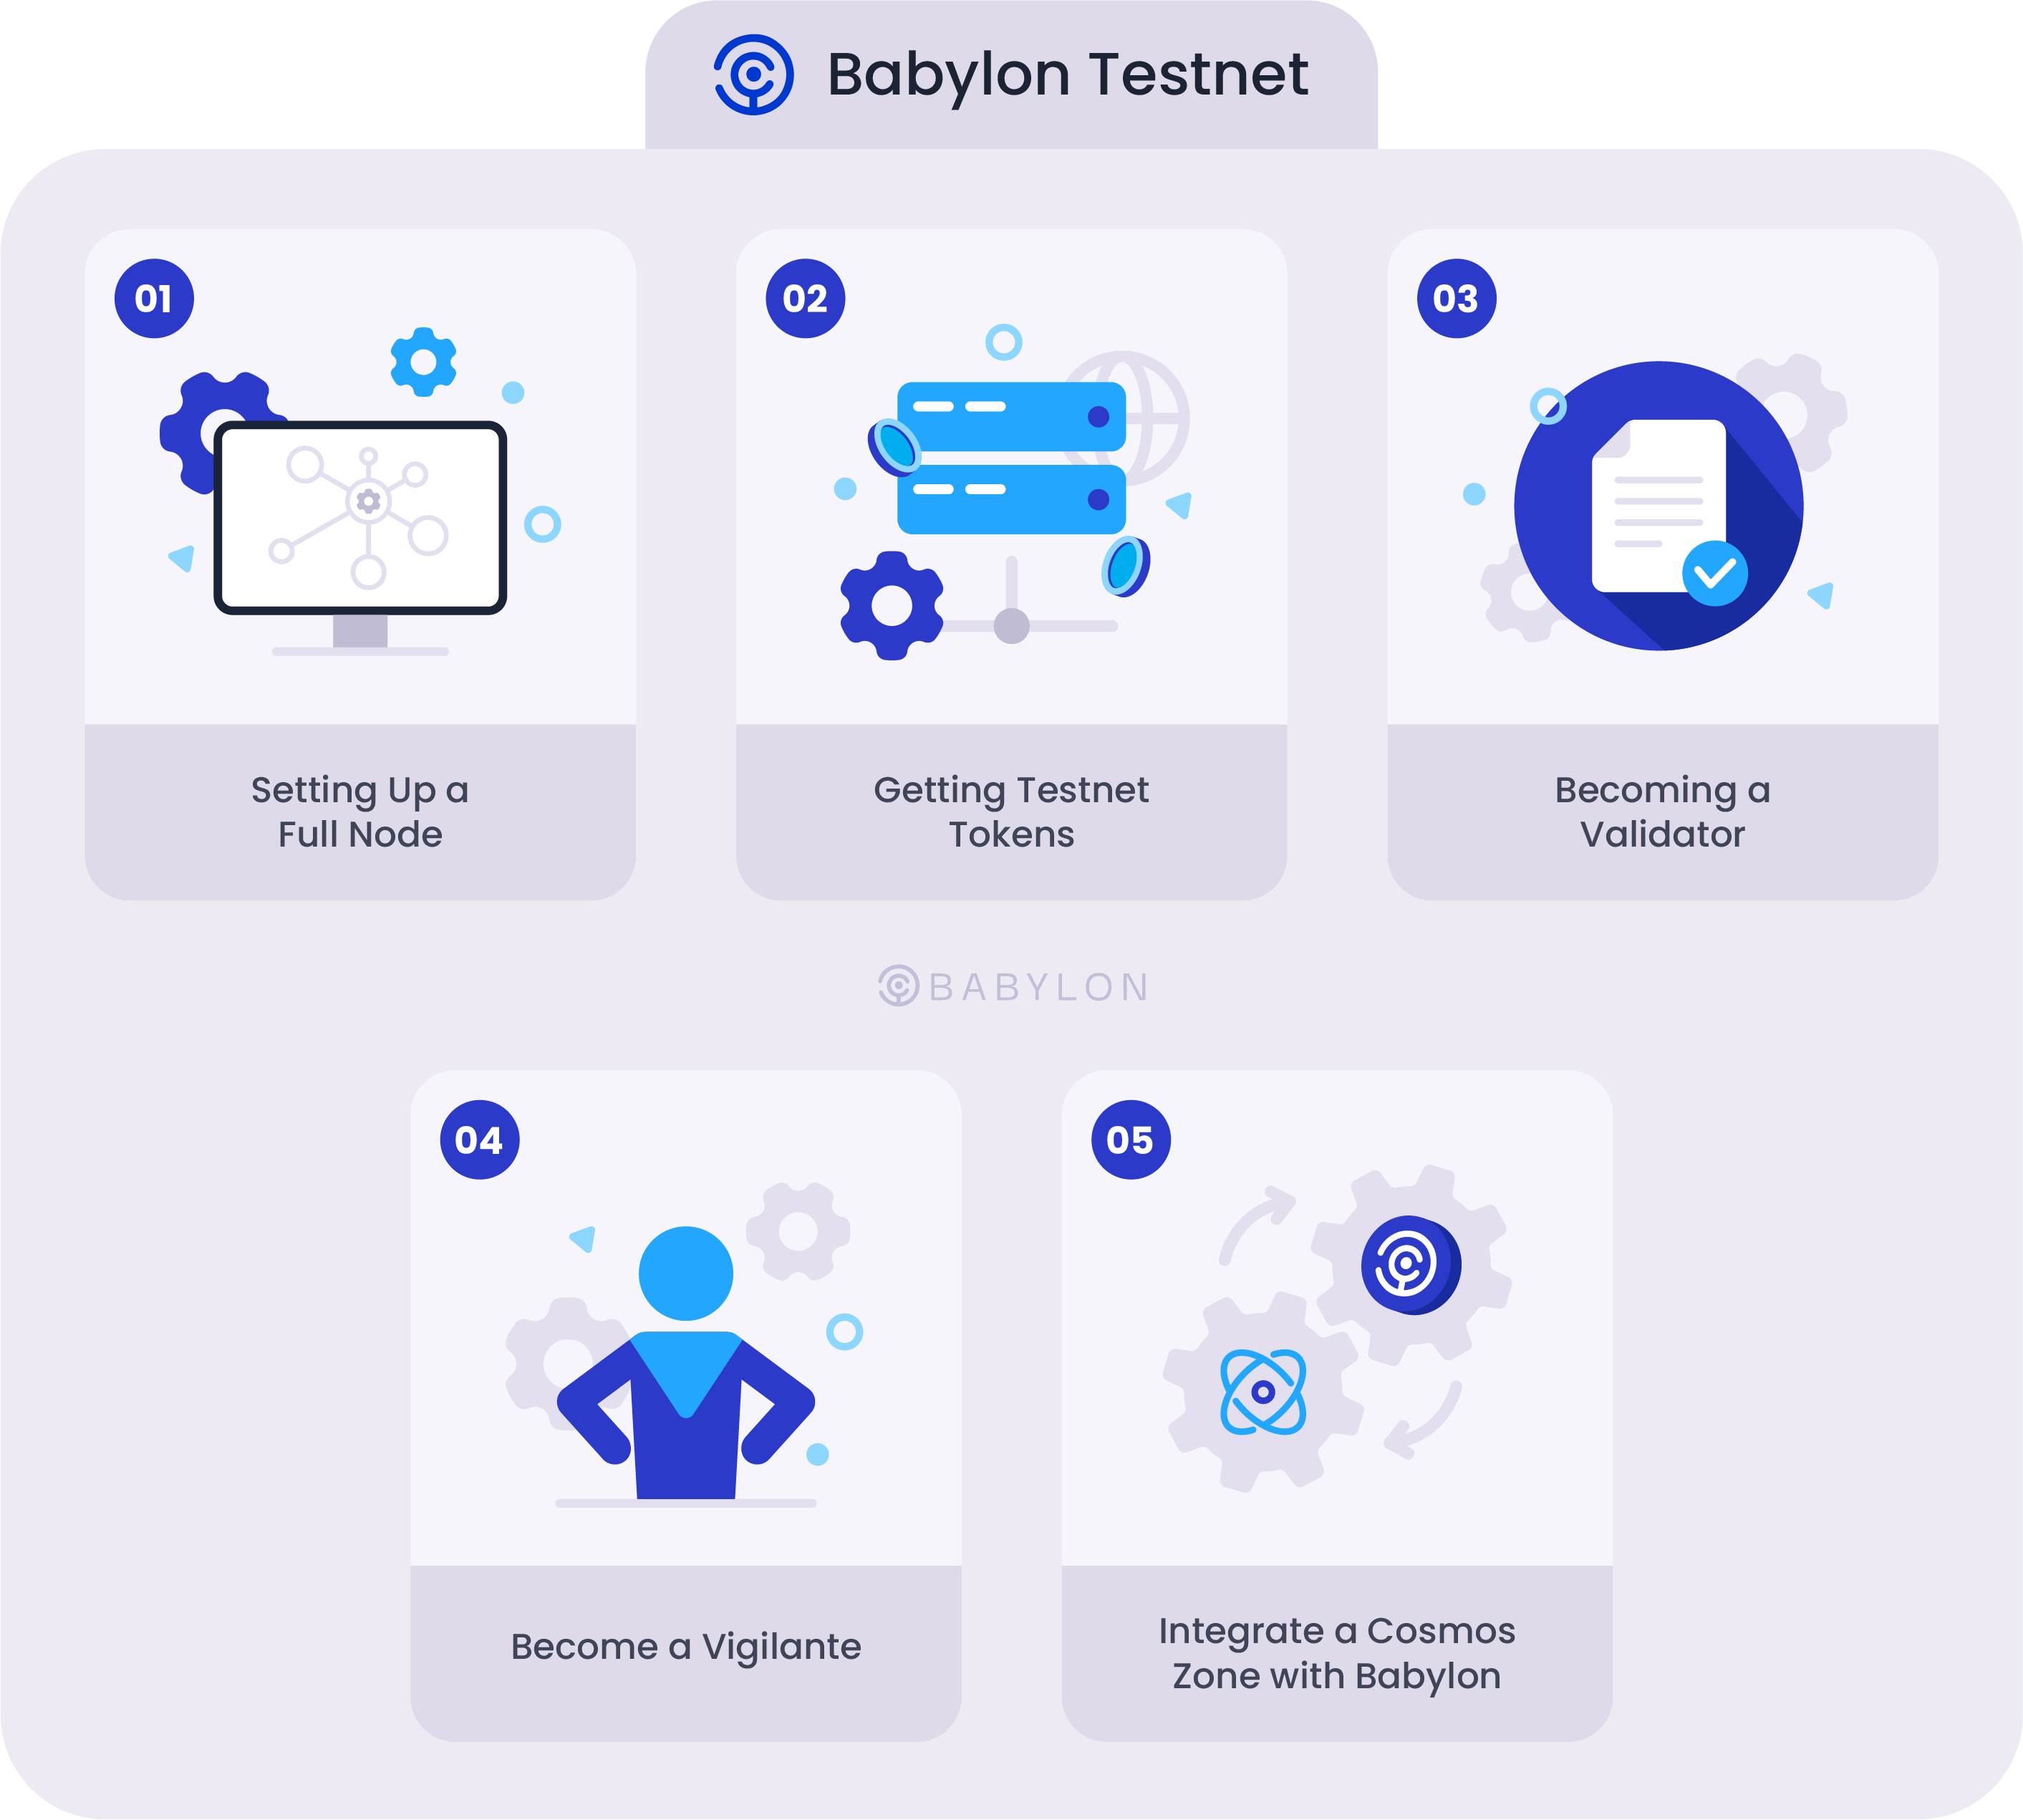 Babylon Testnet
01
02
03
Setting Up a
Full Node
Getting Testnet
Tokens
Becoming a
Validator
BABYLON
04
05
Become a Vigilante
Integrate a Cosmos
Zone with Babylon